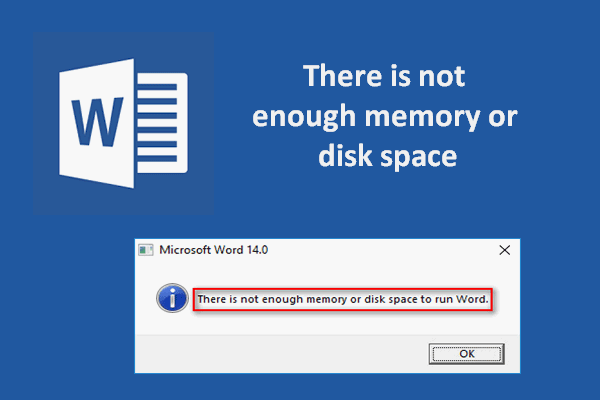 W
There is not
enough memory or
disk space
Microsoft Word 14.0
There is not enough memory or disk space to run Word.
OK